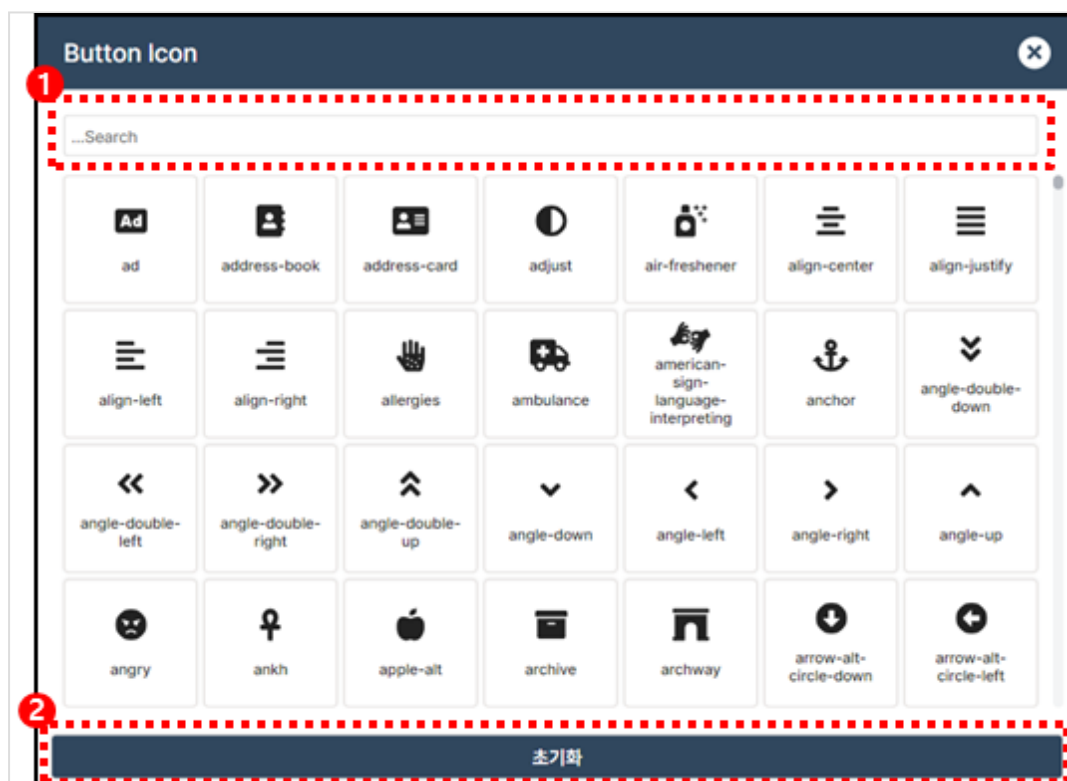 Button Icon
1
...Search
Ad
ad
address-book
address-card
adjust
air-freshener
align-center
align-justify
align-left
align-right
allergies
ambulance
american-
sign-
language-
interpreting
anchor
angle-double-
down
angle-double-
left
angle-double-
right
angle-double-
up
angle-down
angle-left
angle-right
angle-up
angry
ankh
apple-alt
archive
archway
arrow-alt-
circle-down
arrow-alt-
circle-left
2
초기화